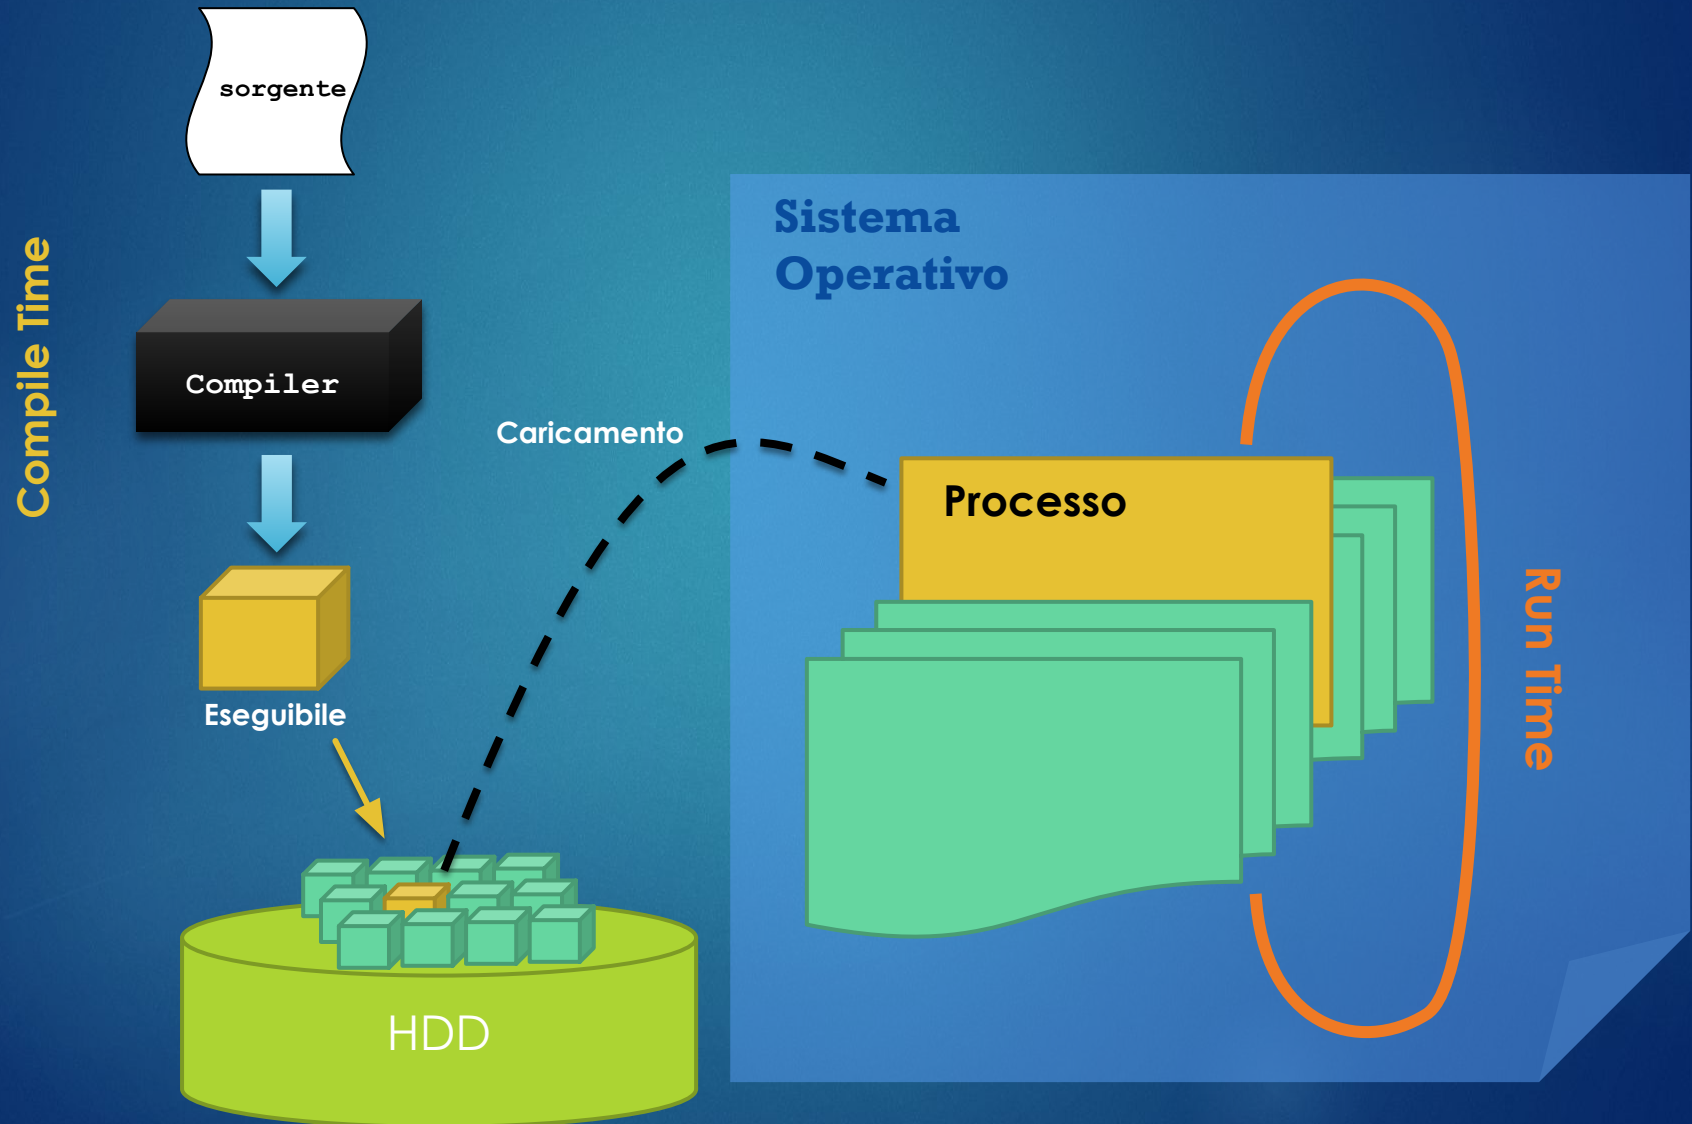 sorgente
Compile Time
Compiler
Eseguibile
HDD
Caricamento
Sistema
Operativo
Processo
Run Time